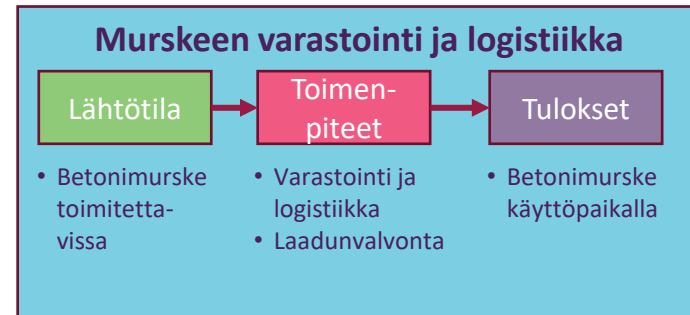 Murskeen varastointi ja logistiikka
Lähtötila
Toimen-
piteet
Tulokset
• Betonimurske
toimitetta-
vissa
• Varastointi ja
logistiikka
• Laadunvalvonta
• Betonimurske
käyttöpaikalla